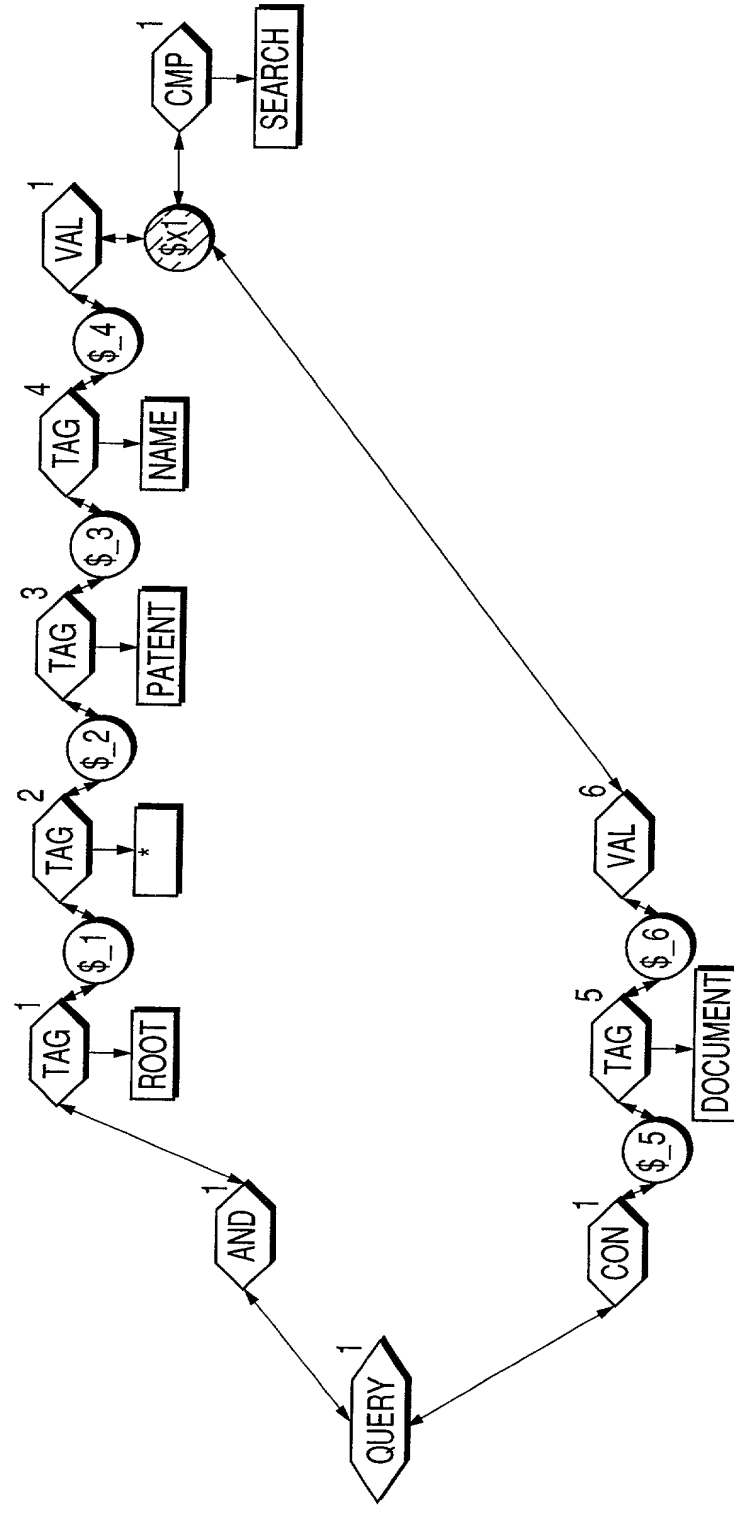 QUERY
1
AND
1
TAG
1
ROOT
$_1
TAG
2
*
$_2
TAG
3
PATENT
$_3
TAG
4
NAME
$_4
VAL
1
$x1
CMP
1
SEARCH
CON
1
$_5
TAG
5
DOCUMENT
$_6
VAL
6